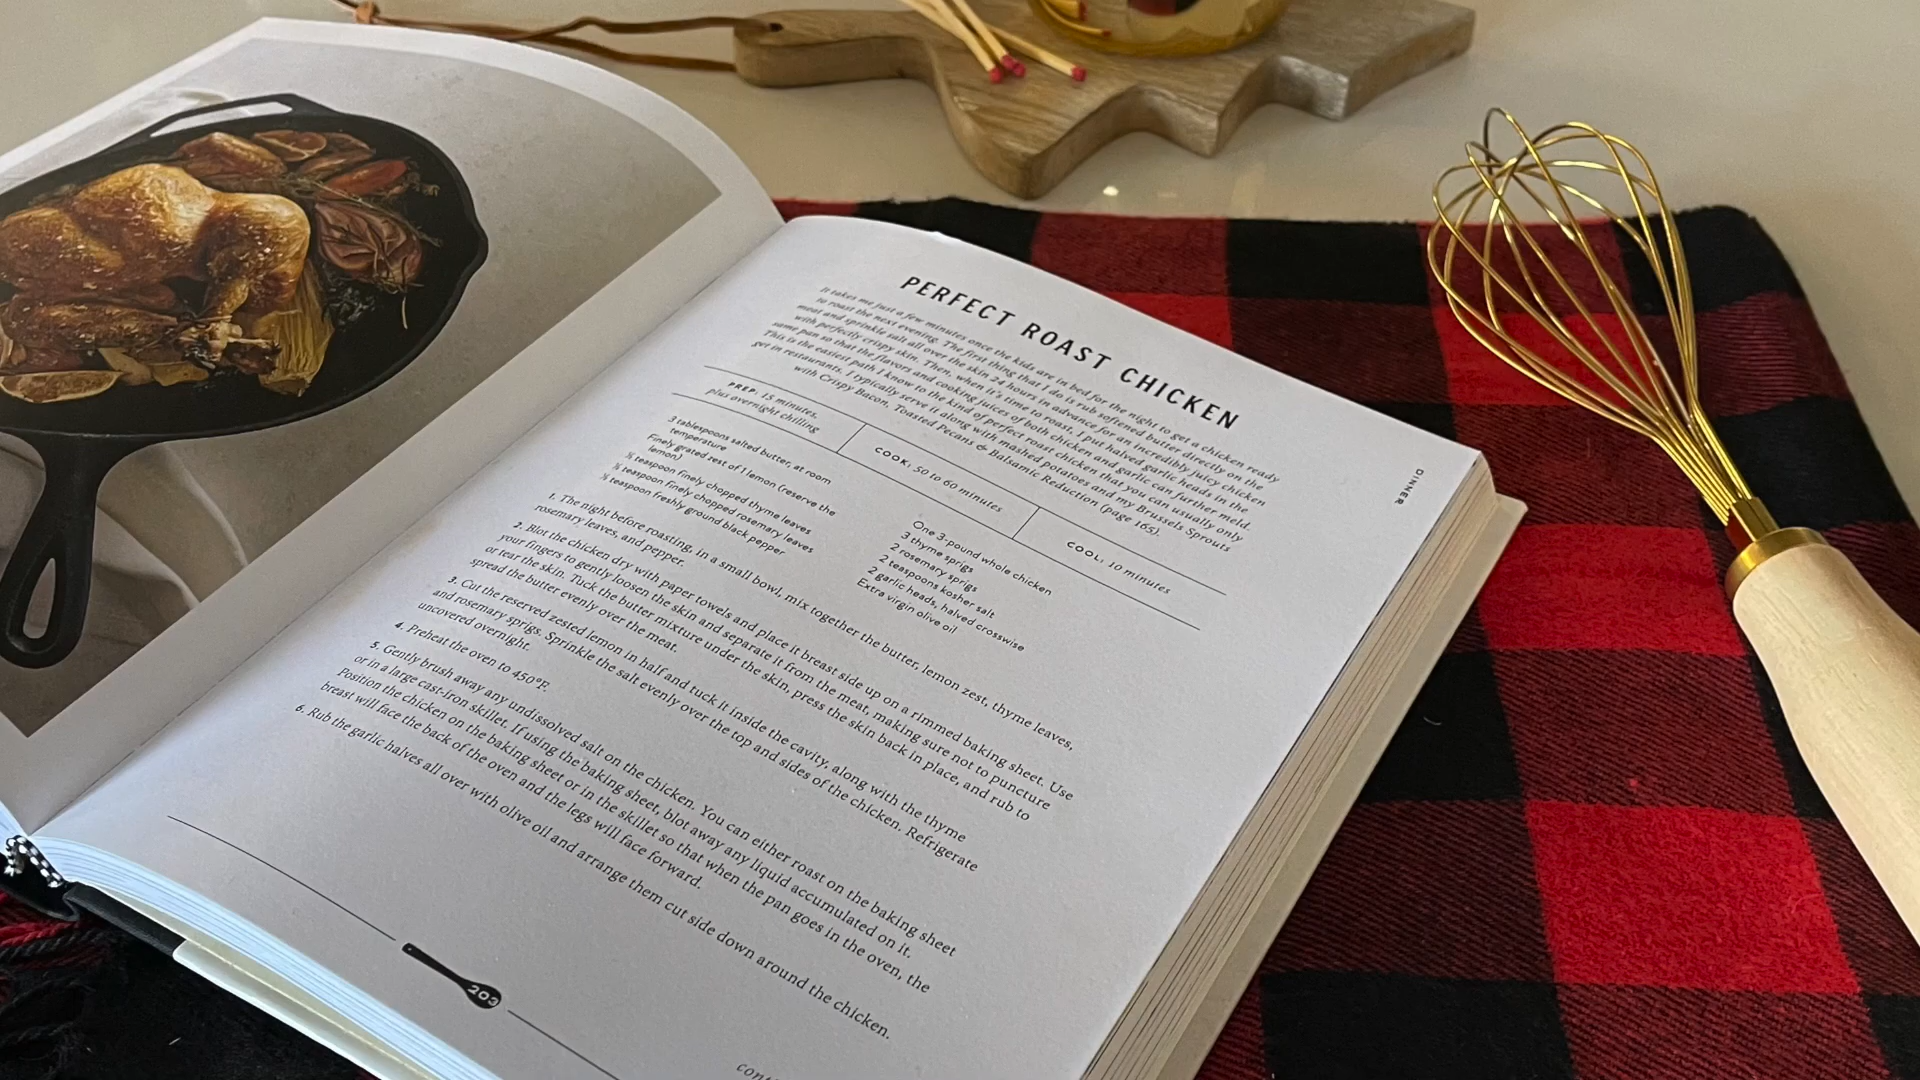 PERFECT ROAST CHICKEN
It takes me just a few minutes once the kids are in bed for the night to get a chicken ready
to roast the next evening. The first thing that I do is rub softened butter directly on the
meat and sprinkle salt all over the skin 24 hours in advance for an incredibly juicy chicken
with perfectly crispy skin. Then, when it's time to roast, I put halved garlic heads in the
same pan so that the flavors and cooking juices of both chicken and garlic can further meld.
This is the easiest path I know to the kind of perfect roast chicken that you can usually only
get in restaurants. I typically serve it along with mashed potatoes and my Brussels Sprouts
with Crispy Bacon, Toasted Pecans & Balsamic Reduction (page 165).
PREP: 15 minutes,
plus overnight chilling
COOK: 50 to 60 minutes
COOL: 10 minutes
3 tablespoons salted butter, at room
temperature
Finely grated zest of 1 lemon (reserve the
lemon)
½ teaspoon finely chopped thyme leaves
½ teaspoon finely chopped rosemary leaves
½ teaspoon freshly ground black pepper
One 3-pound whole chicken
3 thyme sprigs
2 rosemary sprigs
2 teaspoons kosher salt
2 garlic heads, halved crosswise
Extra virgin olive oil
1. The night before roasting, in a small bowl, mix together the butter, lemon zest, thyme leaves,
rosemary leaves, and pepper.
2. Blot the chicken dry with paper towels and place it breast side up on a rimmed baking sheet. Use
your fingers to gently loosen the skin and separate it from the meat, making sure not to puncture
or tear the skin. Tuck the butter mixture under the skin, press the skin back in place, and rub to
spread the butter evenly over the meat.
3. Cut the reserved zested lemon in half and tuck it inside the cavity, along with the thyme
and rosemary sprigs. Sprinkle the salt evenly over the top and sides of the chicken. Refrigerate
uncovered overnight.
4. Preheat the oven to 450°F.
5. Gently brush away any undissolved salt on the chicken. You can either roast on the baking sheet
or in a large cast-iron skillet. If using the baking sheet, blot away any liquid accumulated on it.
Position the chicken on the baking sheet or in the skillet so that when the pan goes in the oven, the
breast will face the back of the oven and the legs will face forward.
6. Rub the garlic halves all over with olive oil and arrange them cut side down around the chicken.
203
DINNER